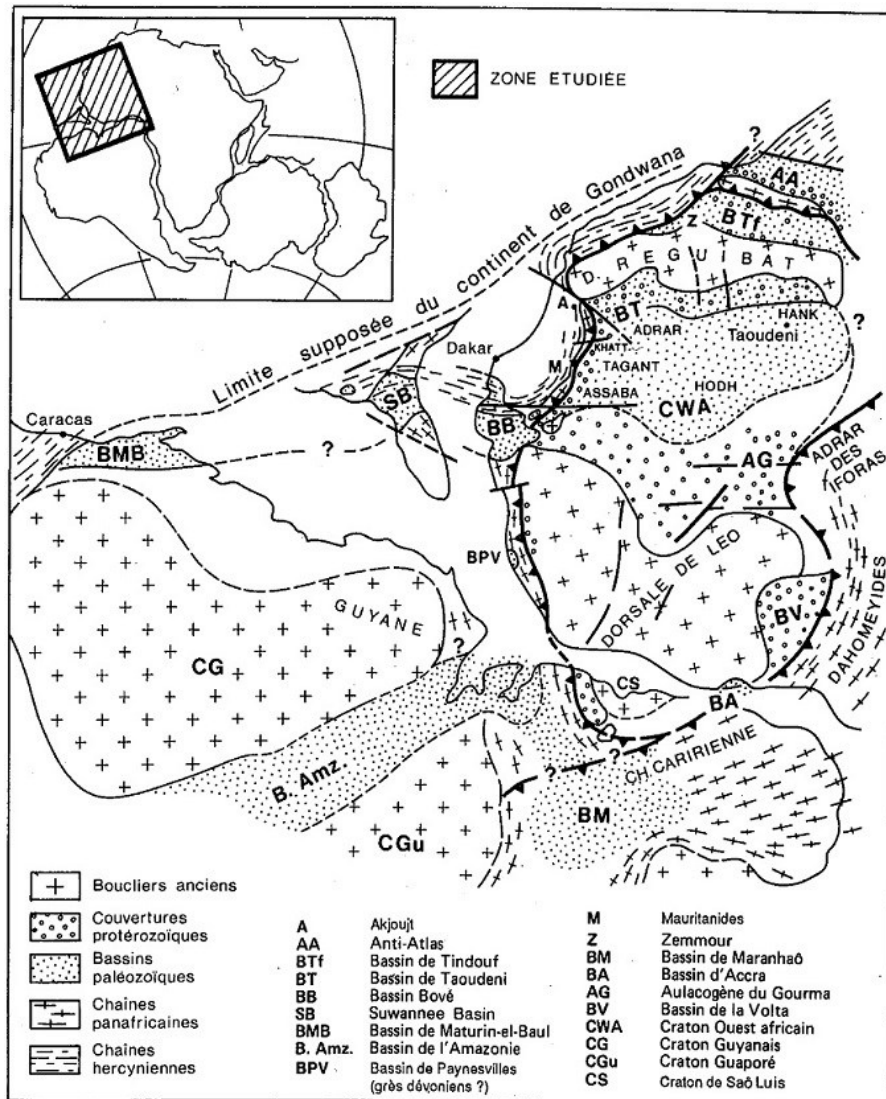 ZONE ETUDIÉE
?
Limite supposée du continent de Gondwana
AA
BTf
Z
D. REGUIBAT
A
BT
ADRAR
HANK
Taoudeni
?
KHATT.
Dakar
M
TAGANT
ASSABA
HODH
CWA
SB
BB
Caracas
BMB
?
AG
ADRAR
DES
IFORAS
BPV
DORSALE DE LEO
BV
DAHOMEYIDES
GUYANE
?
CG
CS
BA
CH CARIRIENNE
?
?
B. Amz.
BM
CGu
Boucliers anciens
Couvertures
protérozoïques
Bassins
paléozoïques
Chaines
panafricaines
Chaines
hercyniennes
A Akjoujt
AA Anti-Atlas
BTf Bassin de Tindouf
BT Bassin de Taoudeni
BB Bassin Bové
SB Suwannee Basin
BMB Bassin de Maturin-el-Baul
B. Amz. Bassin de l'Amazonie
BPV Bassin de Paynesvilles
(grès dévoniens ?)
M Mauritanides
Z Zemmour
BM Bassin de Maranhaô
BA Bassin d'Accra
AG Aulacogène du Gourma
BV Bassin de la Volta
CWA Craton Ouest africain
CG Craton Guyanais
CGu Craton Guaporé
CS Craton de Saô Luis